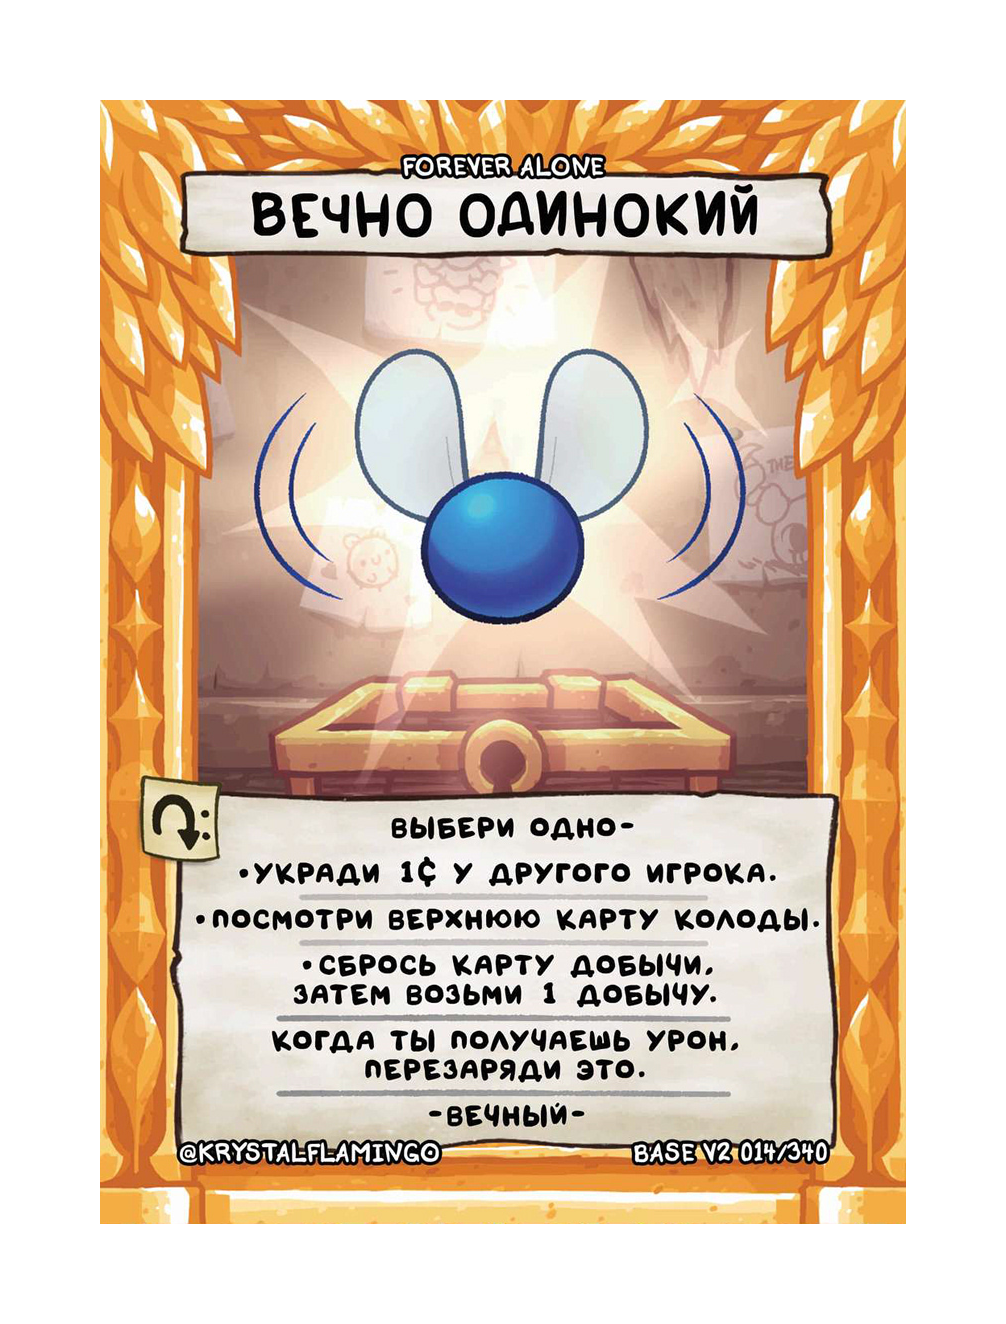 FOREVER ALONE
ВЕЧНО ОДИНОКИЙ
THE
ВЫБЕРИ ОДНО-
•УКРАДИ 1¢ У ДРУГОГО ИГРОКА.
•ПОСМОТРИ ВЕРХНЮЮ КАРТУ КОЛОДЫ.
•СБРОСЬ КАРТУ ДОБЫЧИ,
ЗАТЕМ ВОЗЬМИ 1 ДОБЫЧУ.
КОГДА ТЫ ПОЛУЧАЕШЬ УРОН,
ПЕРЕЗАРЯДИ ЭТО.
-ВЕЧНЫЙ-
@KRYSTALFLAMINGO
BASE V2 014/340